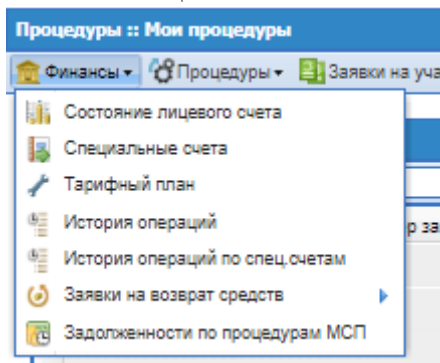 Процедуры :: Мои процедуры
Финансы Процедуры Заявки на уча
Состояние лицевого счета
Специальные счета
Тарифный план
История операций
р за
История операций по спец.счетам
Заявки на возврат средств
Задолженности по процедурам МСП